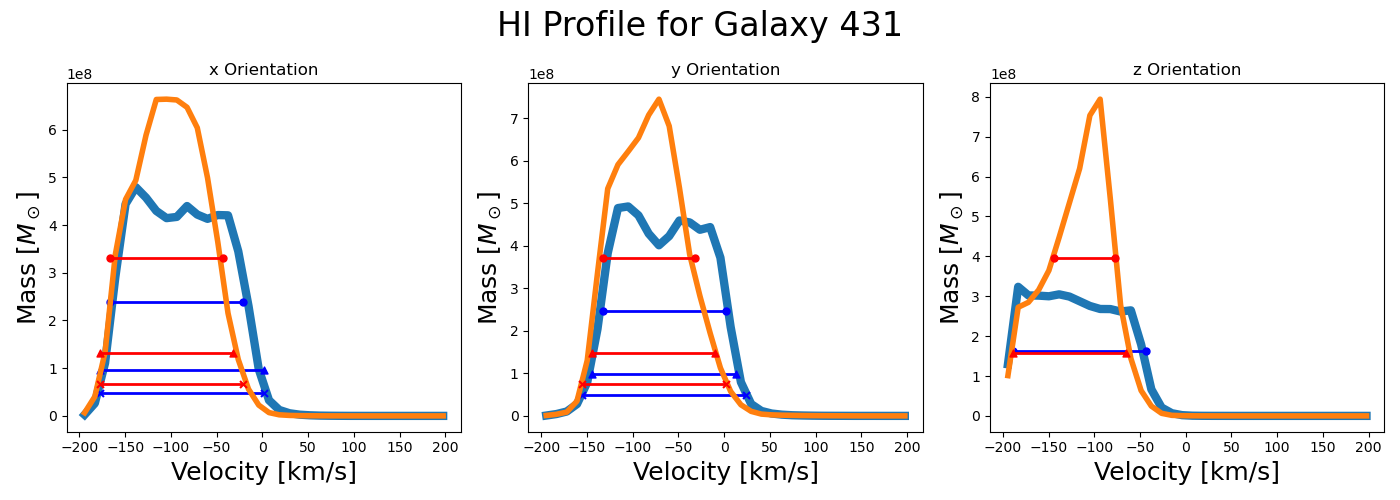 HI Profile for Galaxy 431
x Orientation
1e8
Mass [M_⊙]
6
5
4
3
2
1
0
−200 −150 −100 −50 0 50 100 150 200
Velocity [km/s]
y Orientation
1e8
Mass [M_⊙]
7
6
5
4
3
2
1
0
−200 −150 −100 −50 0 50 100 150 200
Velocity [km/s]
z Orientation
1e8
Mass [M_⊙]
8
7
6
5
4
3
2
1
0
−200 −150 −100 −50 0 50 100 150 200
Velocity [km/s]